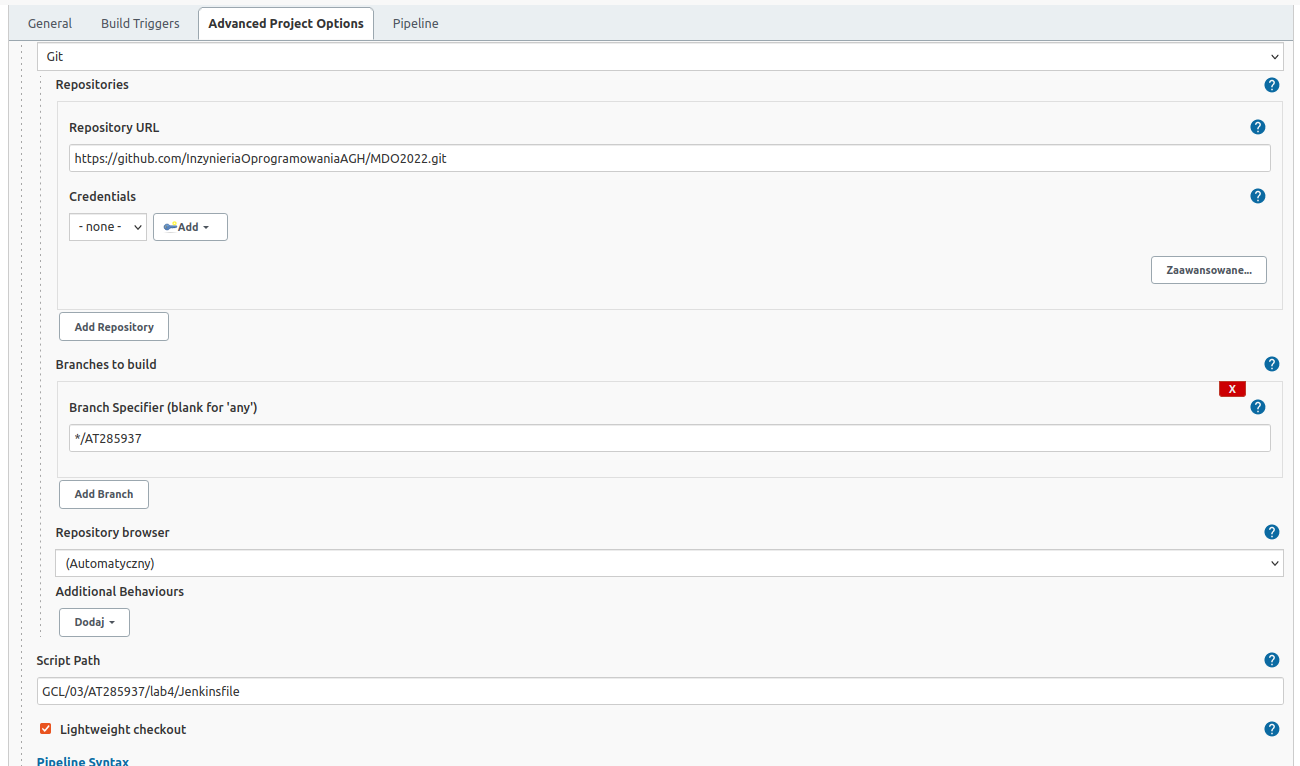 General Build Triggers Advanced Project Options Pipeline
Git
Repositories
?
Repository URL
?
https://github.com/InzynieriaOprogramowaniaAGH/MDO2022.git
Credentials
?
- none - Add
Zaawansowane...
Add Repository
Branches to build
?
X
Branch Specifier (blank for 'any')
?
*/AT285937
Add Branch
Repository browser
?
(Automatyczny)
Additional Behaviours
Dodaj
Script Path
?
GCL/03/AT285937/lab4/Jenkinsfile
Lightweight checkout
?
Pipeline Syntax